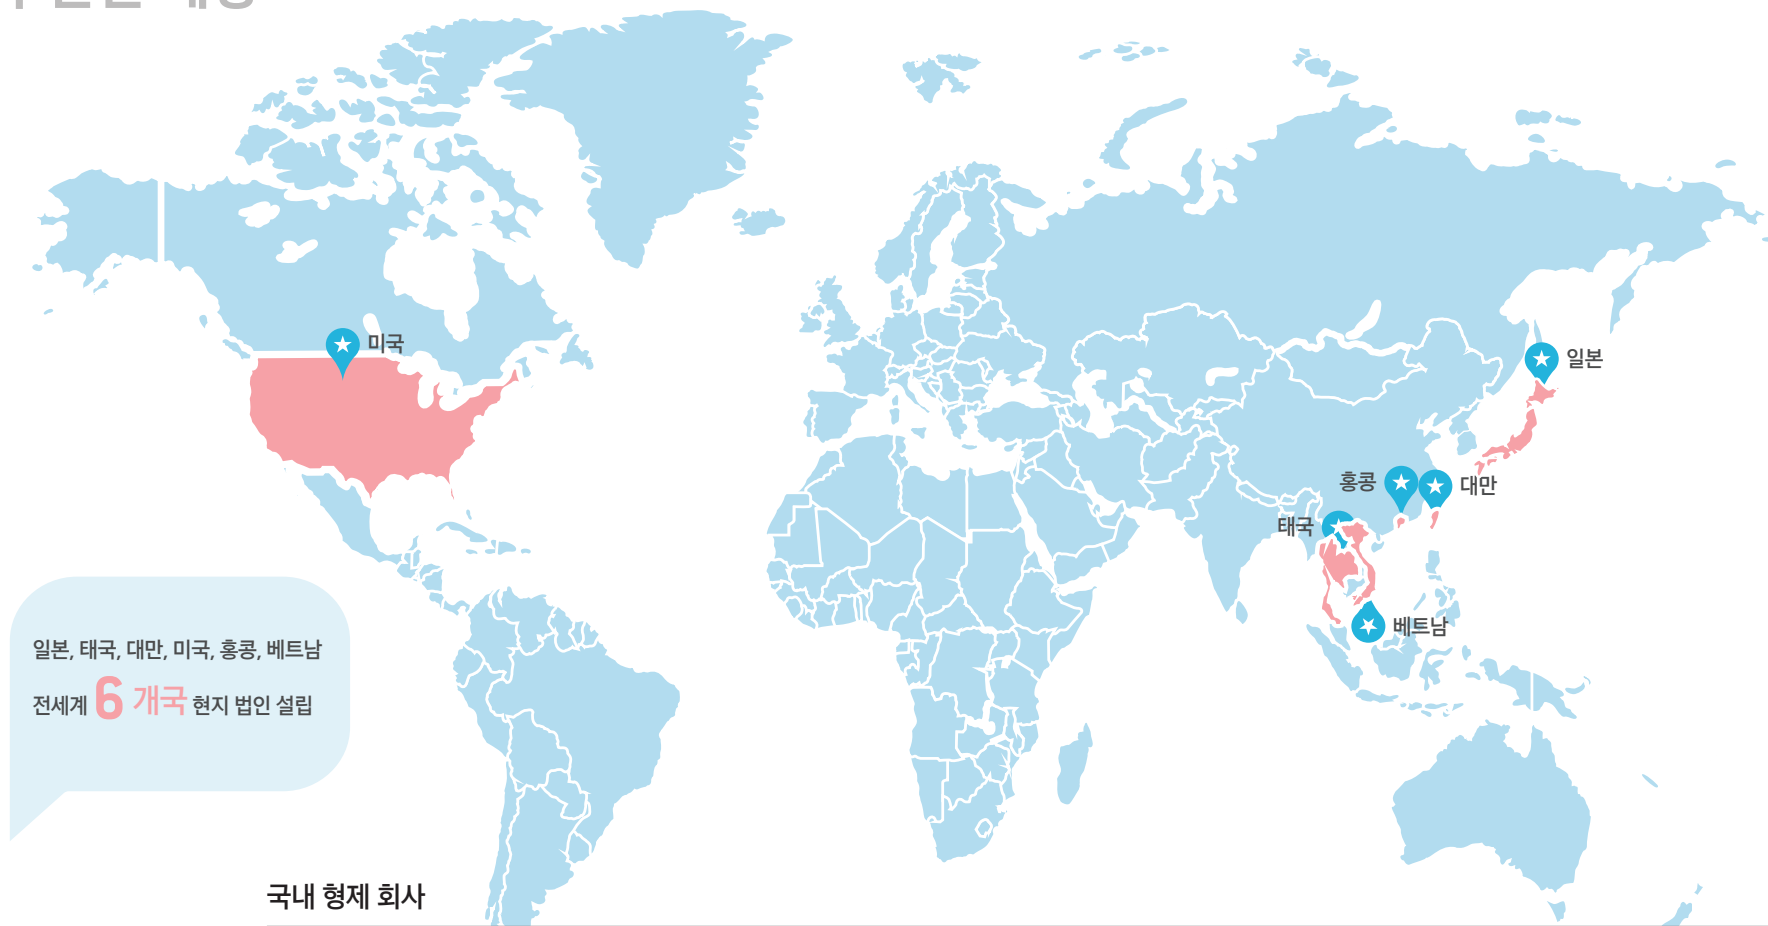 미국
일본
홍콩
대만
태국
베트남
일본, 태국, 대만, 미국, 홍콩, 베트남
전세계 6 개국 현지 법인 설립
국내 형제 회사